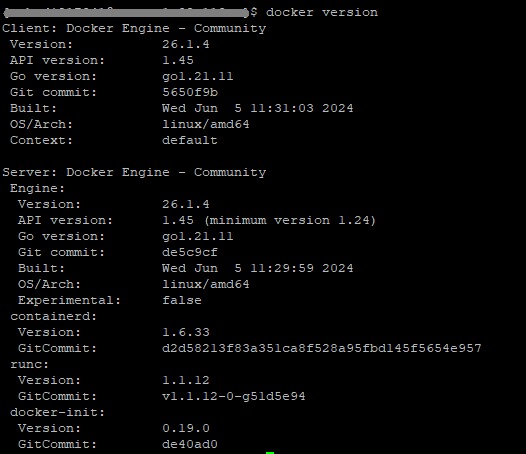 $ docker version
Client: Docker Engine - Community
Version: 26.1.4
API version: 1.45
Go version: go1.21.11
Git commit: 5650f9b
Built: Wed Jun 5 11:31:03 2024
OS/Arch: linux/amd64
Context: default
Server: Docker Engine - Community
Engine:
Version: 26.1.4
API version: 1.45 (minimum version 1.24)
Go version: go1.21.11
Git commit: de5c9cf
Built: Wed Jun 5 11:29:59 2024
OS/Arch: linux/amd64
Experimental: false
containerd:
Version: 1.6.33
GitCommit: d2d58213f83a351ca8f528a95fbd145f5654e957
runc:
Version: 1.1.12
GitCommit: v1.1.12-0-g51d5e94
docker-init:
Version: 0.19.0
GitCommit: de40ad0